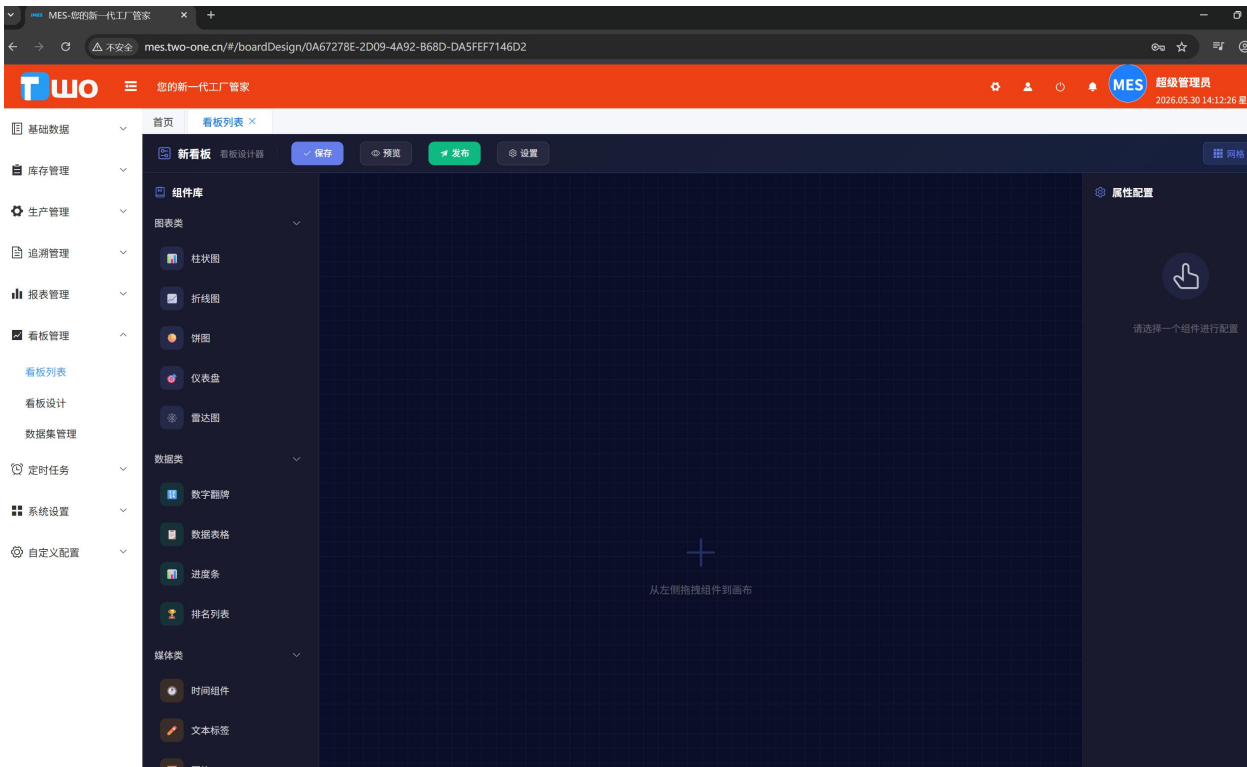 MES-您的新一代工厂管家
不安全 mes.two-one.cn/#/boardDesign/0A67278E-2D09-4A92-B68D-DA5FEF7146D2
Two 您的新一代工厂管家 MES 超级管理员
2026.05.30 14:12:26 星
首页 看板列表
基础数据
库存管理
生产管理
追溯管理
报表管理
看板管理
看板列表
看板设计
数据集管理
定时任务
系统设置
自定义配置
新看板 看板设计器 保存 预览 发布 设置 网格
组件库
图表类
柱状图
折线图
饼图
仪表盘
雷达图
数据类
数字翻牌
数据表格
进度条
排名列表
媒体类
时间组件
文本标签
从左侧拖拽组件到画布
属性配置
请选择一个组件进行配置